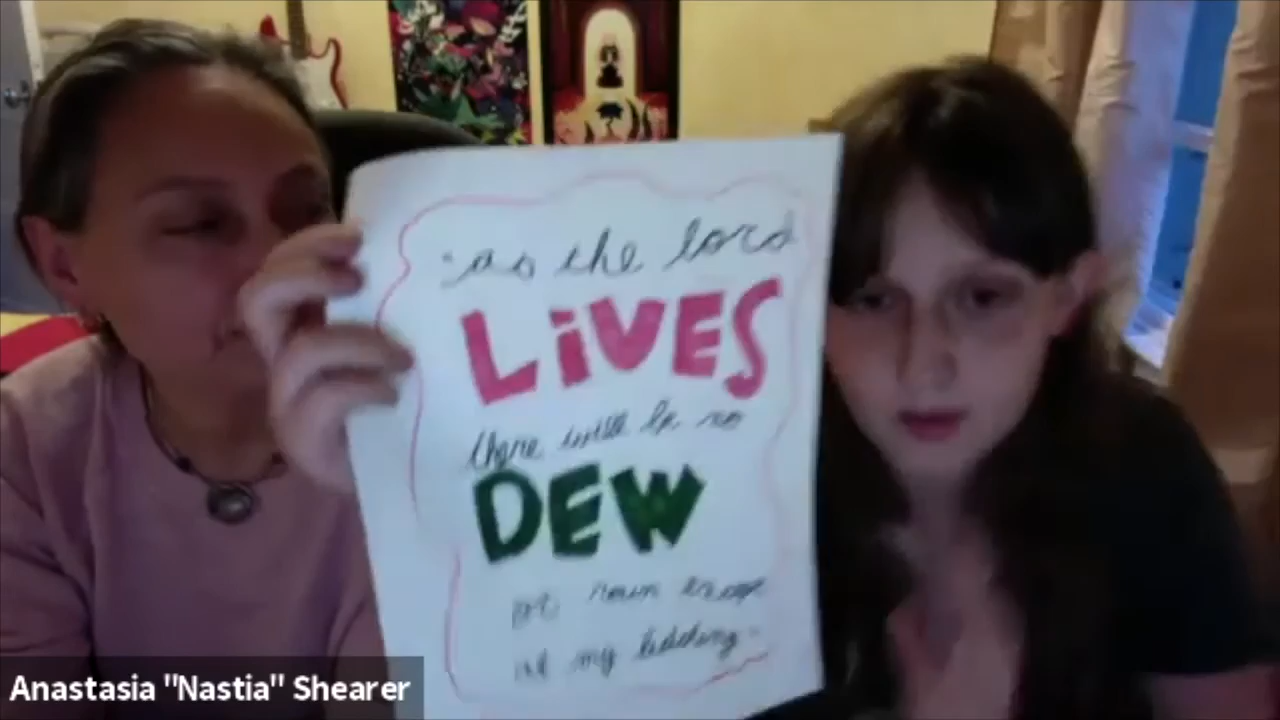 "as the lord
LiVES
there will be no
DEW
or rain except
at my bidding"
Anastasia "Nastia" Shearer